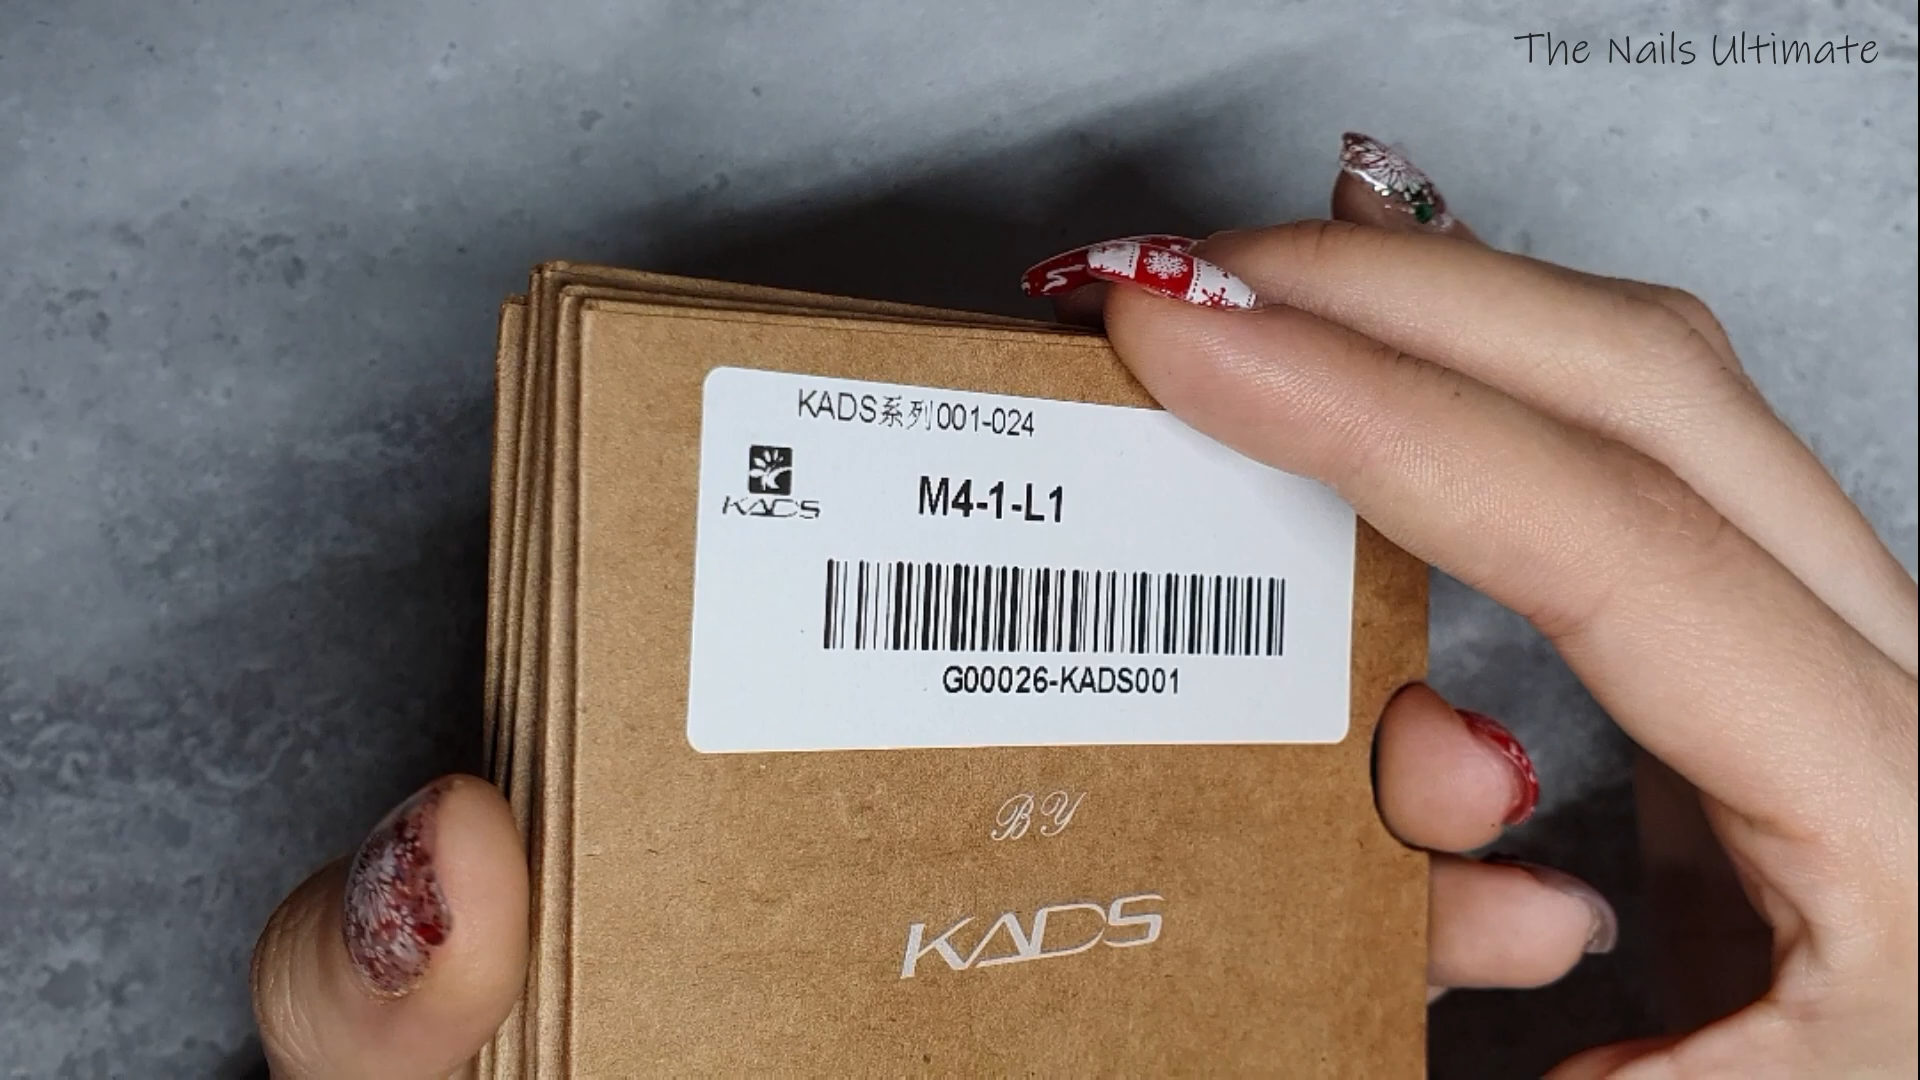 The Nails Ultimate
KADS系列001-024
KADS
M4-1-L1
G00026-KADS001
BY
KADS